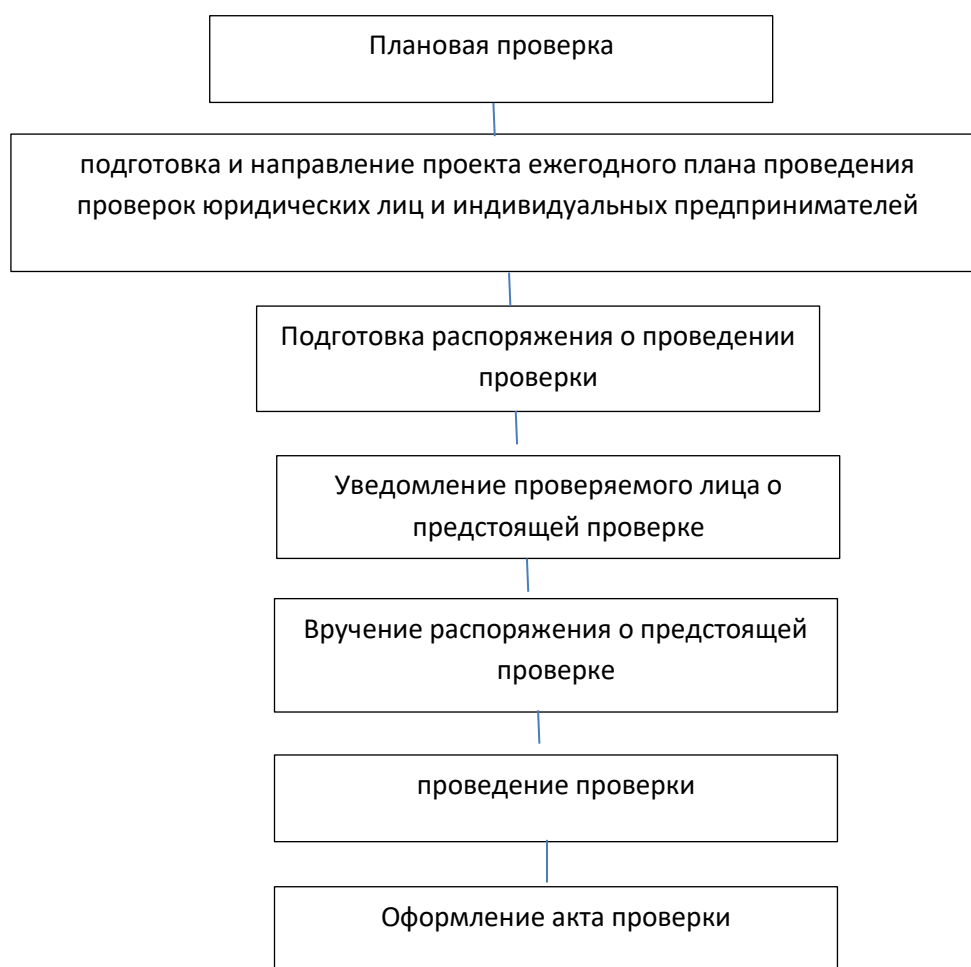 Плановая проверка
подготовка и направление проекта ежегодного плана проведения
проверок юридических лиц и индивидуальных предпринимателей
Подготовка распоряжения о проведении
проверки
Уведомление проверяемого лица о
предстоящей проверке
Вручение распоряжения о предстоящей
проверке
проведение проверки
Оформление акта проверки